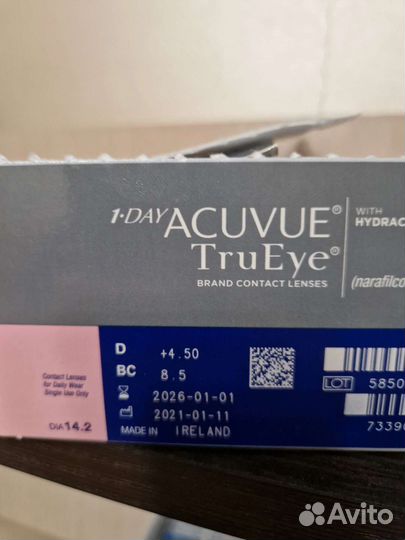 1·DAY ACUVUE®
TruEye®
BRAND CONTACT LENSES
WITH
HYDRAC
(narafilco
Contact Lenses
for Daily Wear
Single Use Only
DIA 14.2
D +4.50
BC 8.5
2026-01-01
2021-01-11
MADE IN IRELAND
LOT 5850
7339
Avito